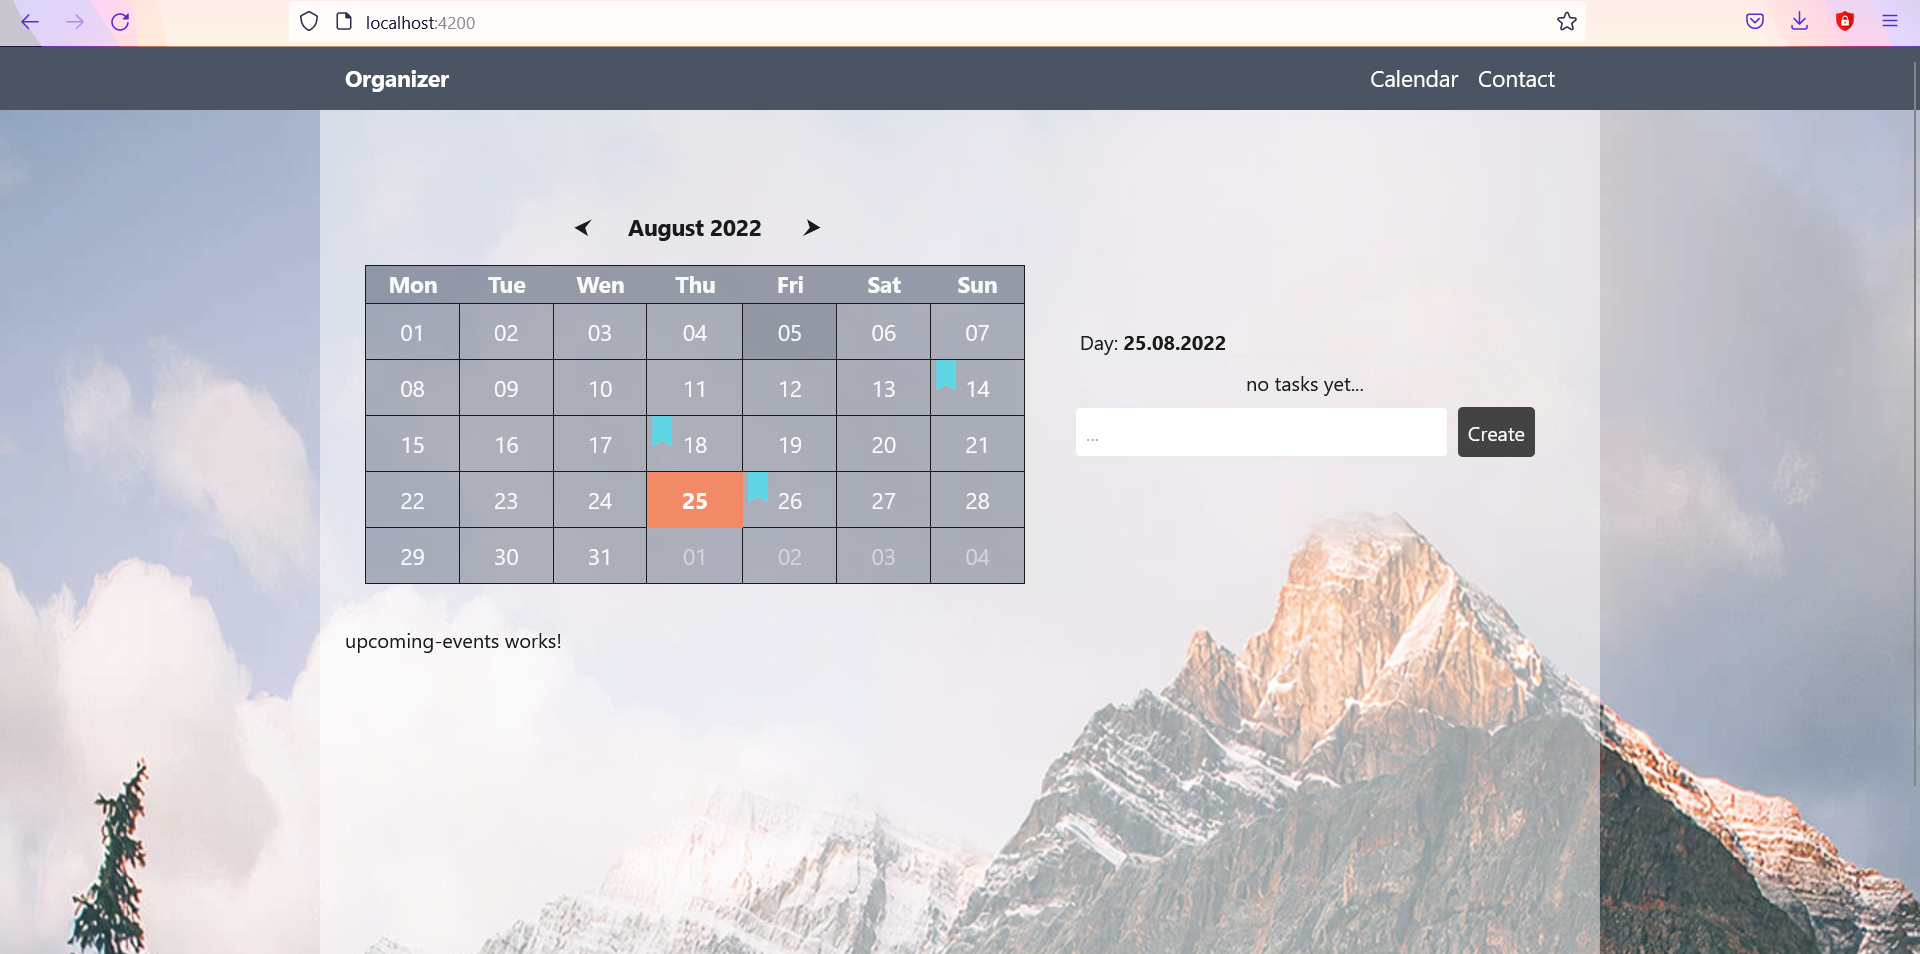 localhost:4200
Organizer Calendar Contact
August 2022
Mon Tue Wen Thu Fri Sat Sun
01 02 03 04 05 06 07
08 09 10 11 12 13 14
15 16 17 18 19 20 21
22 23 24 25 26 27 28
29 30 31 01 02 03 04
Day: 25.08.2022
no tasks yet...
... Create
upcoming-events works!